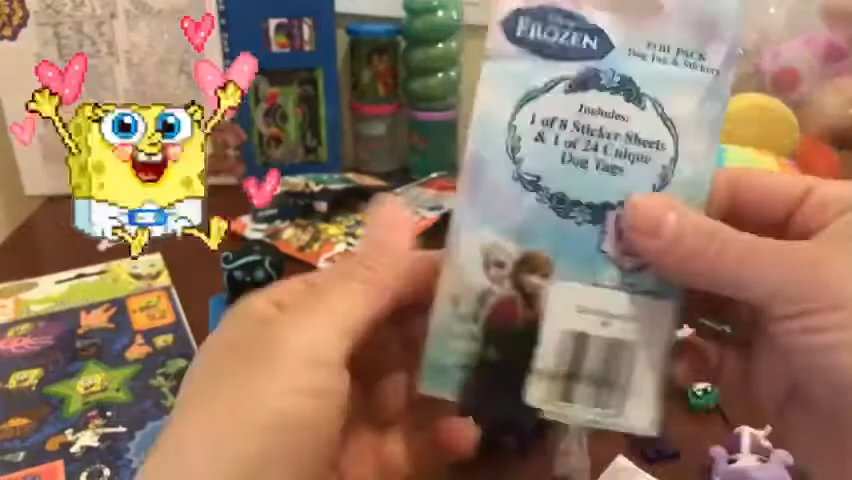 Disney
FROZEN
FOIL PACK
Dog Tag & Stickers
Includes:
1 of 8 Sticker Sheets
& 1 of 24 Unique
Dog Tags